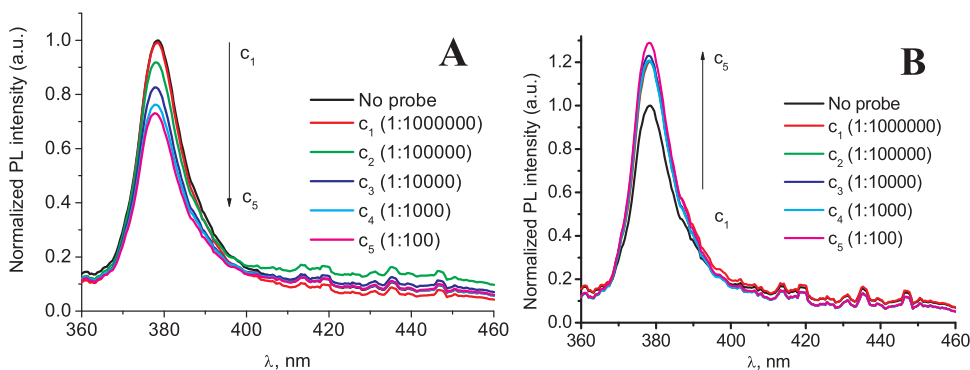 A
Normalized PL intensity (a.u.)
1.0
0.8
0.6
0.4
0.2
0.0
c₁
c₅
No probe
c₁ (1:1000000)
c₂ (1:100000)
c₃ (1:10000)
c₄ (1:1000)
c₅ (1:100)
360 380 400 420 440 460
λ, nm
B
Normalized PL intensity (a.u.)
1.2
1.0
0.8
0.6
0.4
0.2
0.0
c₅
c₁
No probe
c₁ (1:1000000)
c₂ (1:100000)
c₃ (1:10000)
c₄ (1:1000)
c₅ (1:100)
360 380 400 420 440 460
λ, nm